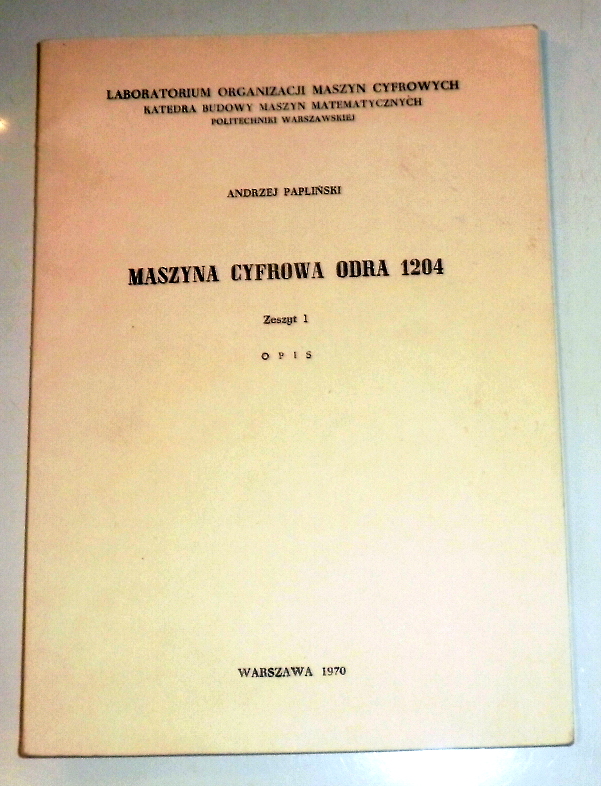 LABORATORIUM ORGANIZACJI MASZYN CYFROWYCH
KATEDRA BUDOWY MASZYN MATEMATYCZNYCH
POLITECHNIKI WARSZAWSKIEJ
ANDRZEJ PAPLIŃSKI
MASZYNA CYFROWA ODRA 1204
Zeszyt 1
OPIS
WARSZAWA 1970